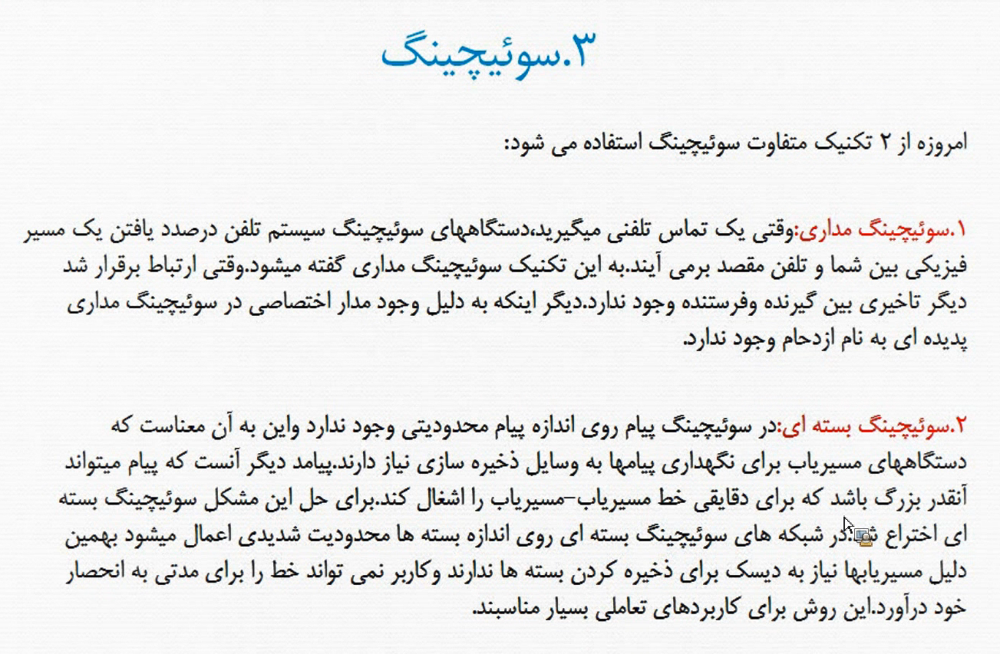 ۳.سوئیچینگ
امروزه از ۲ تکنیک متفاوت سوئیچینگ استفاده می شود:
۱.سوئیچینگ مداری:وقتی یک تماس تلفنی میگیرید،دستگاههای سوئیچینگ سیستم تلفن درصدد یافتن یک مسیر
فیزیکی بین شما و تلفن مقصد برمی آیند.به این تکنیک سوئیچینگ مداری گفته میشود.وقتی ارتباط برقرار شد
دیگر تاخیری بین گیرنده وفرستنده وجود ندارد.دیگر اینکه به دلیل وجود مدار اختصاصی در سوئیچینگ مداری
پدیده ای به نام ازدحام وجود ندارد.
۲.سوئیچینگ بسته ای:در سوئیچینگ پیام روی اندازه پیام محدودیتی وجود ندارد واین به آن معناست که
دستگاههای مسیریاب برای نگهداری پیامها به وسایل ذخیره سازی نیاز دارند.پیامد دیگر آنست که پیام میتواند
آنقدر بزرگ باشد که برای دقایقی خط مسیریاب-مسیریاب را اشغال کند.برای حل این مشکل سوئیچینگ بسته
ای اختراع در شبکه های سوئیچینگ بسته ای روی اندازه بسته ها محدودیت شدیدی اعمال میشود بهمین
دلیل مسیریابها نیاز به دیسک برای ذخیره کردن بسته ها ندارند وکاربر نمی تواند خط را برای مدتی به انحصار
خود درآورد.این روش برای کاربردهای تعاملی بسیار مناسبند.